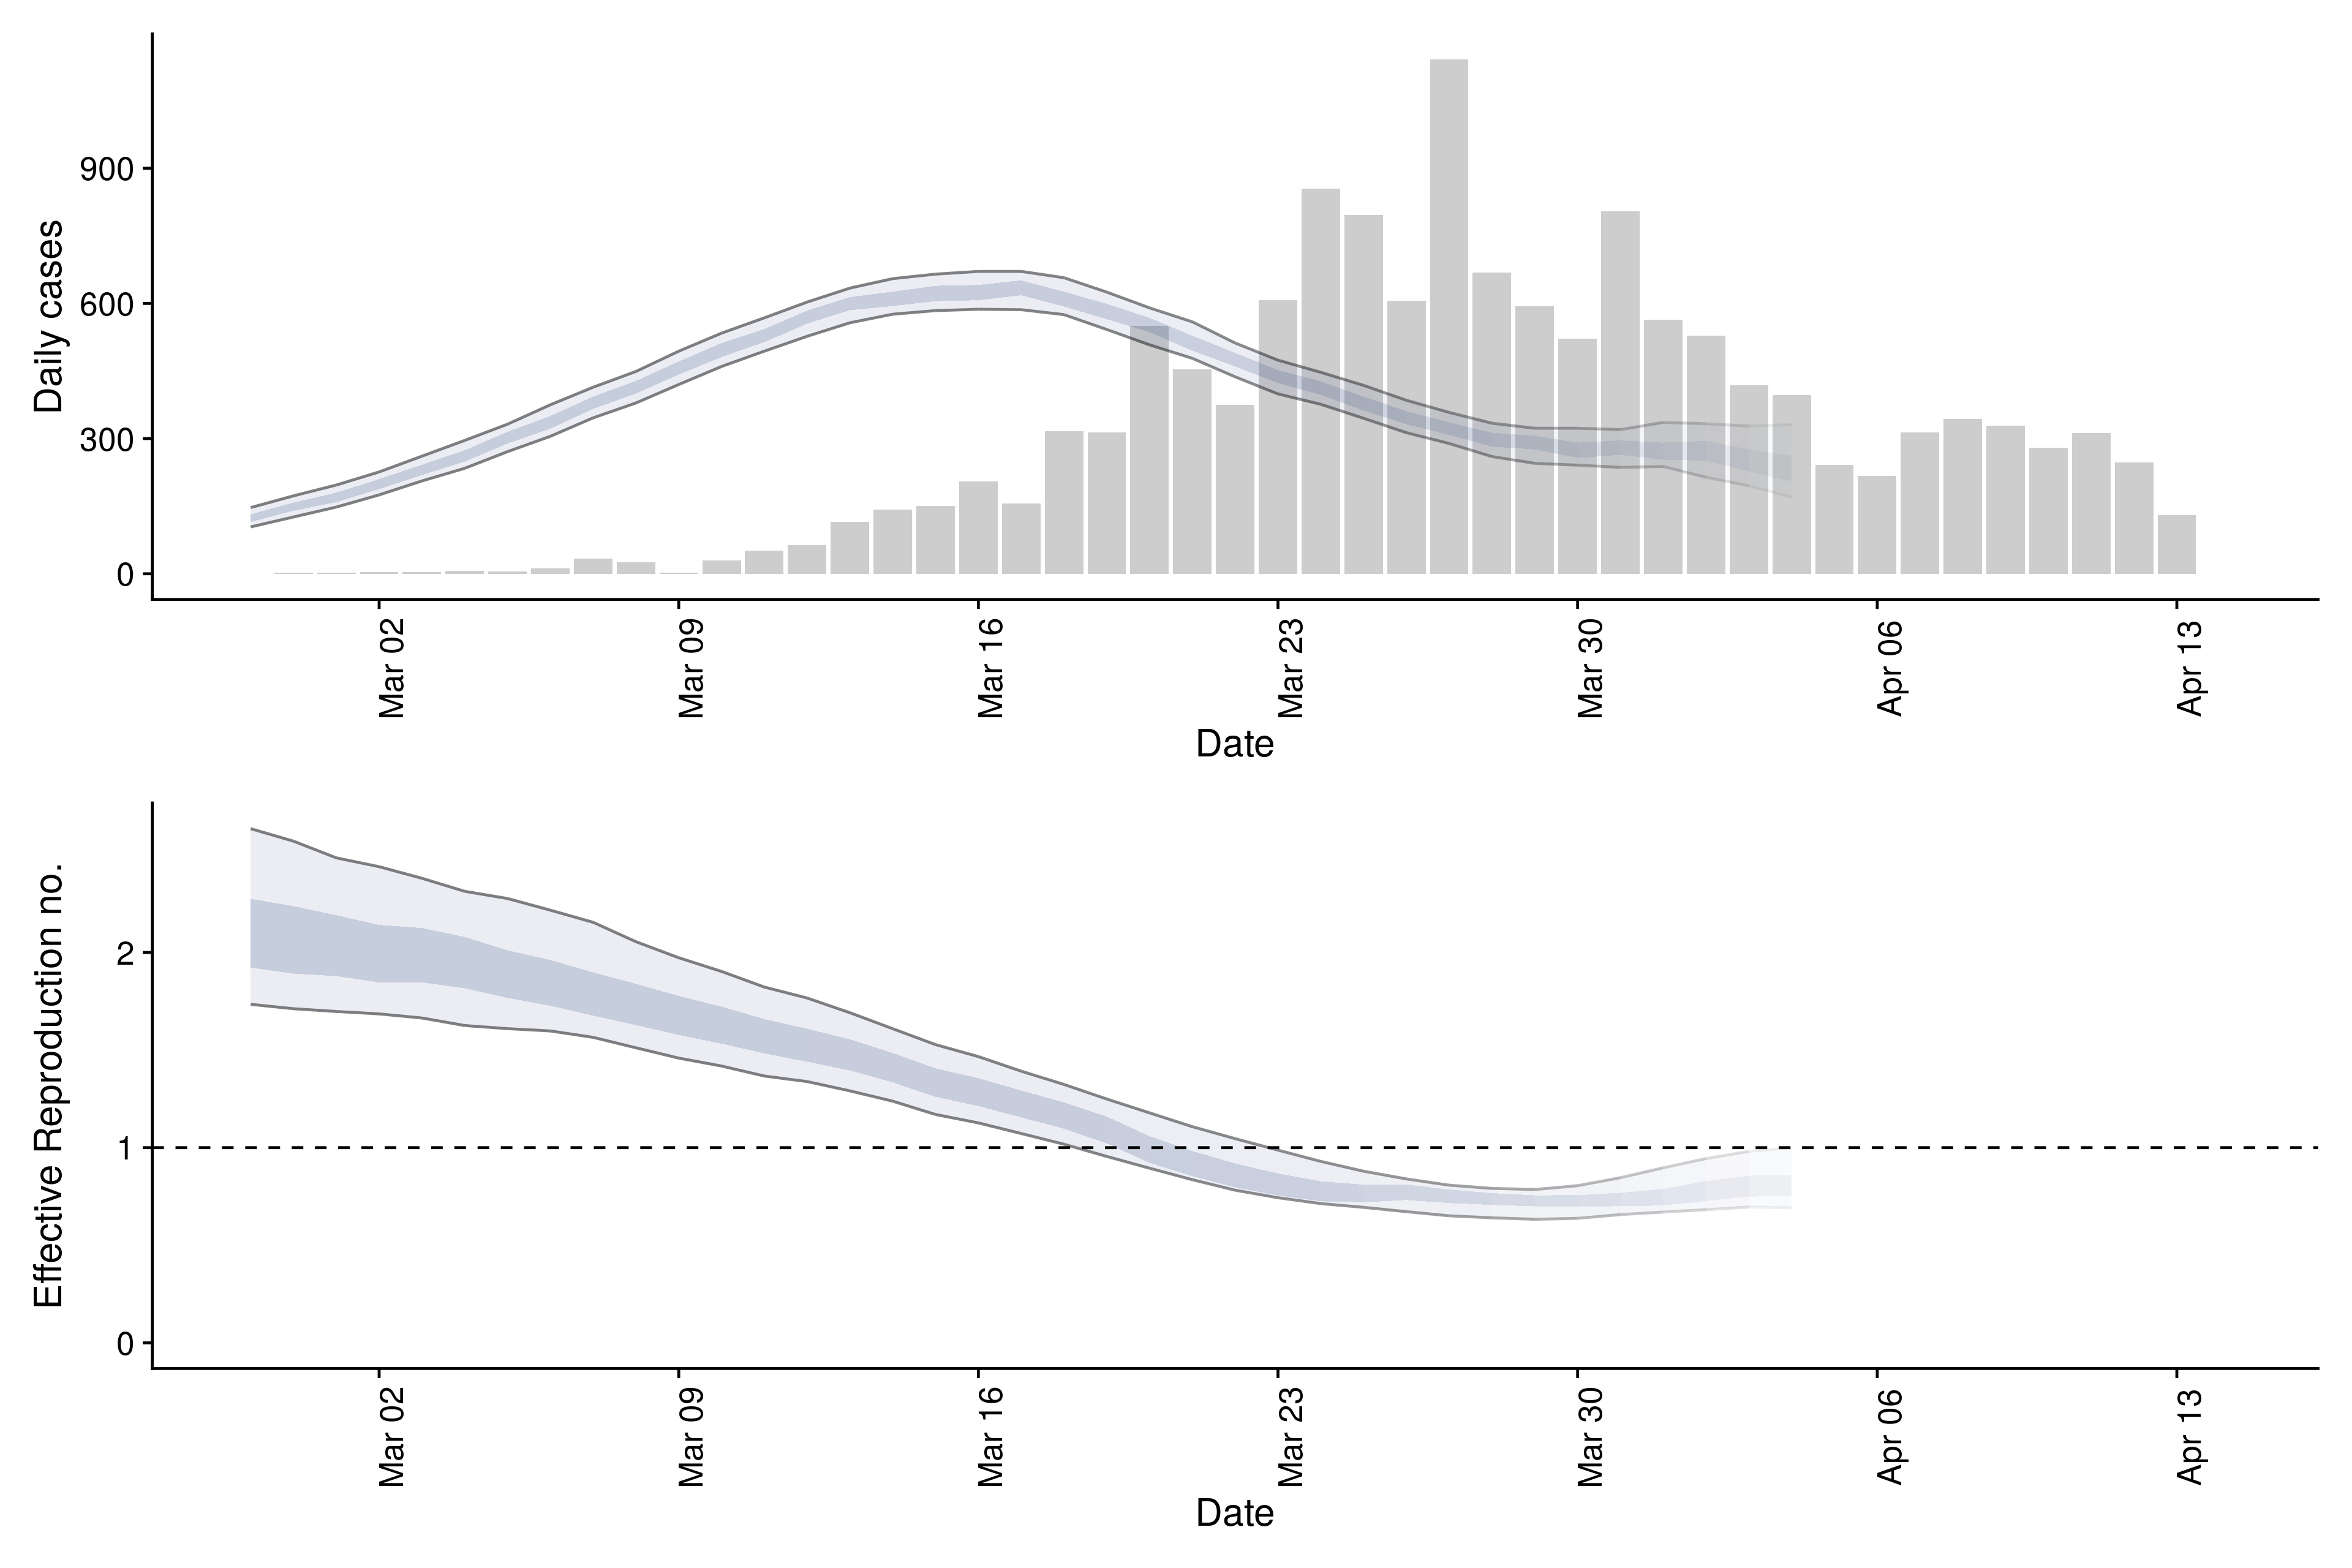 Daily cases
900
600
300
0
Mar 02
Mar 09
Mar 16
Mar 23
Mar 30
Apr 06
Apr 13
Date
Effective Reproduction no.
2
1
0
Mar 02
Mar 09
Mar 16
Mar 23
Mar 30
Apr 06
Apr 13
Date